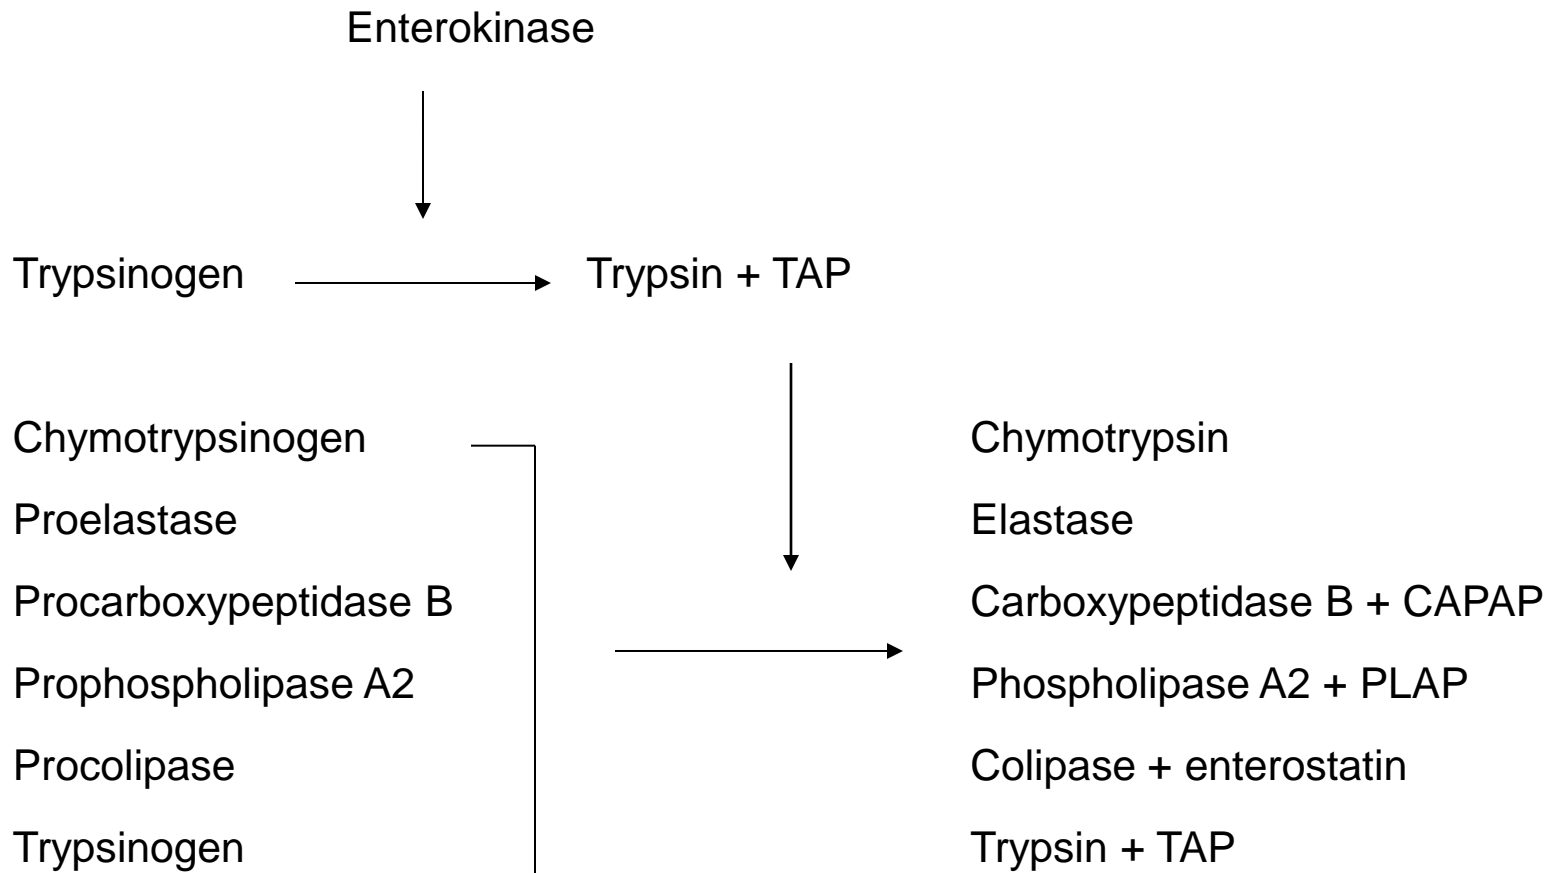 Enterokinase
Trypsinogen Trypsin + TAP
Chymotrypsinogen Chymotrypsin
Proelastase Elastase
Procarboxypeptidase B Carboxypeptidase B + CAPAP
Prophospholipase A2 Phospholipase A2 + PLAP
Procolipase Colipase + enterostatin
Trypsinogen Trypsin + TAP